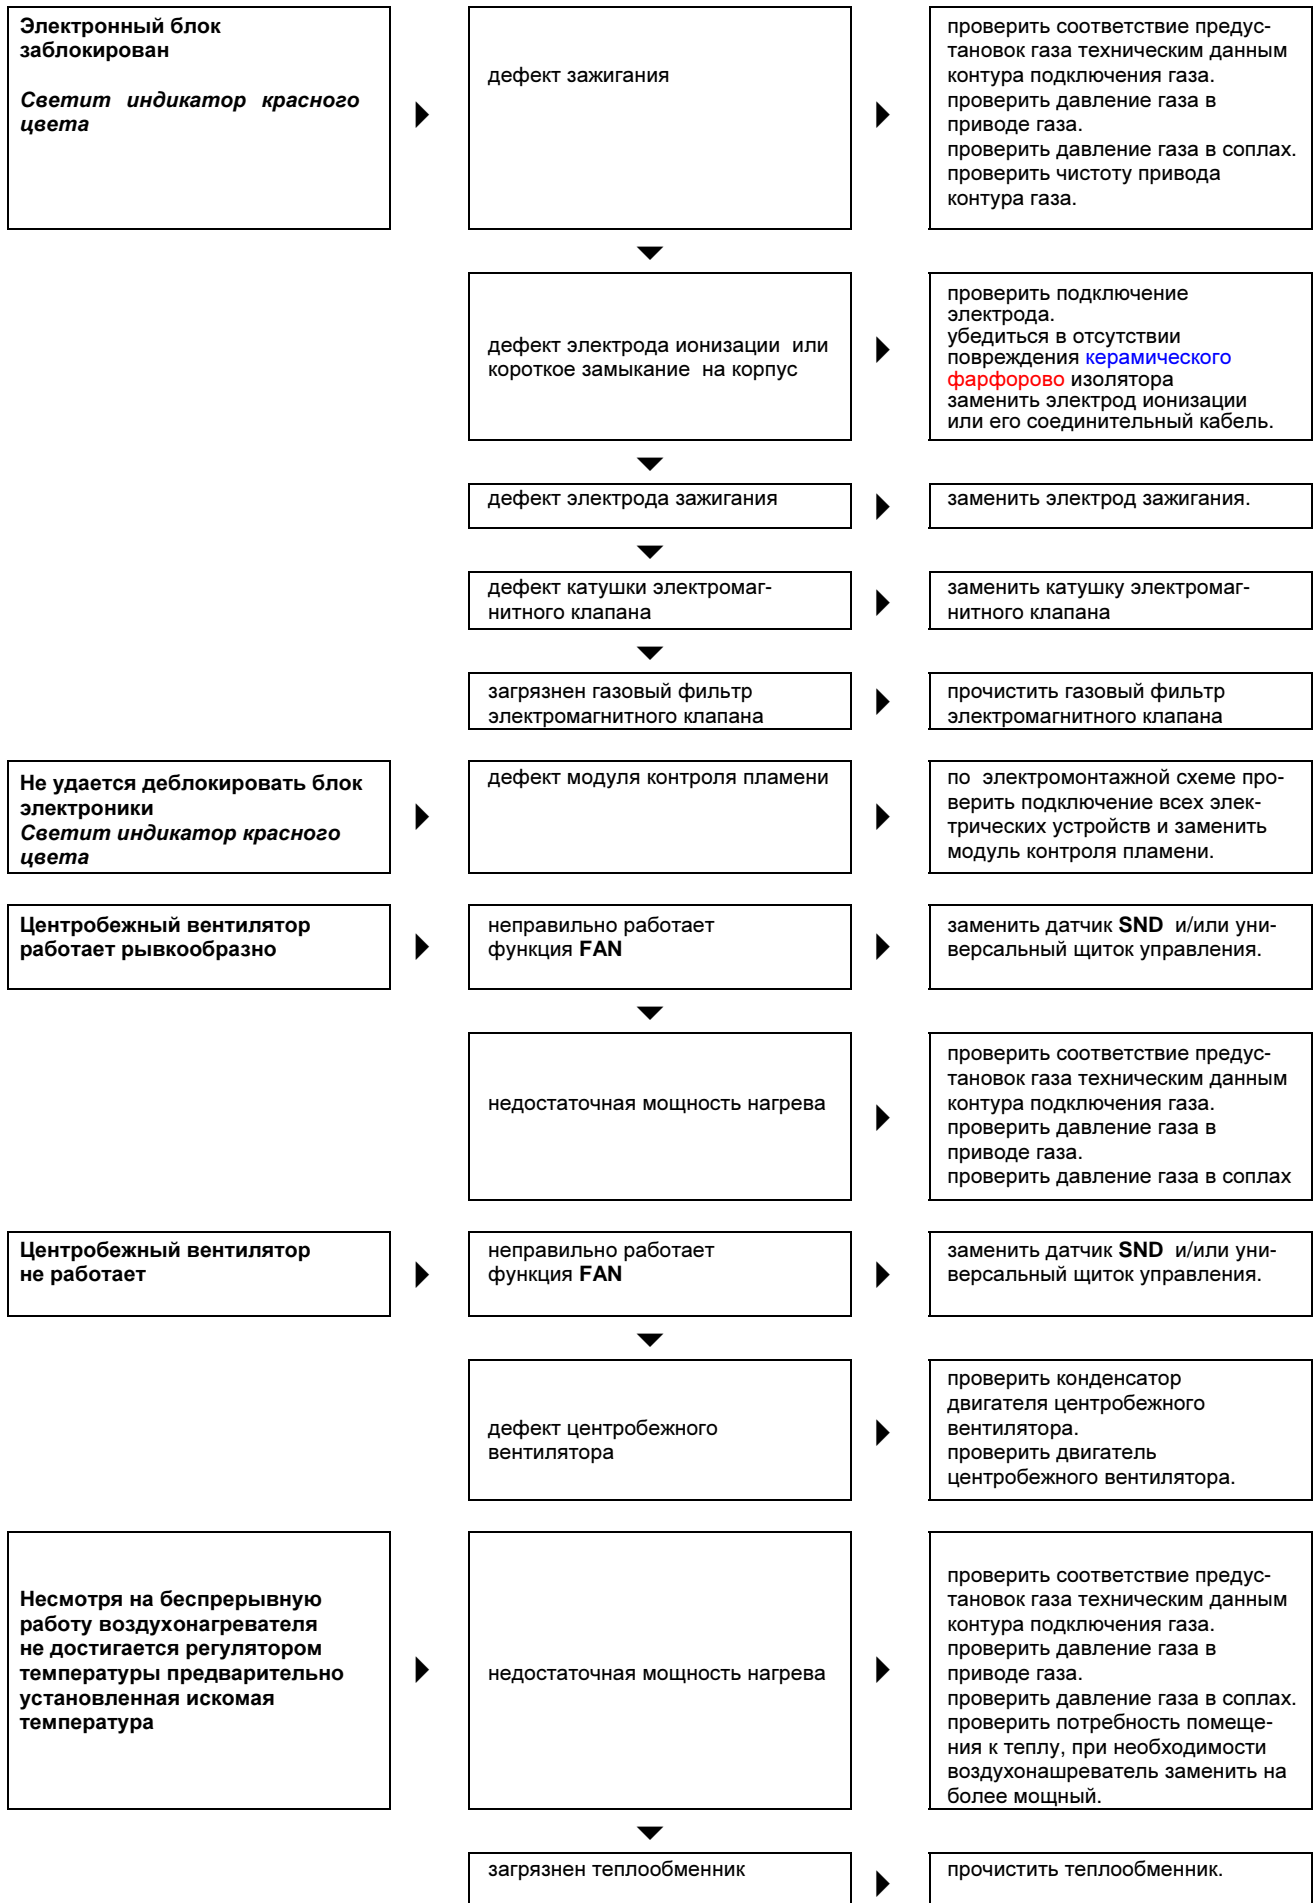 Электронный блок
заблокирован
Светит индикатор красного
цвета
дефект зажигания
проверить соответствие предус-
тановок газа техническим данным
контура подключения газа.
проверить давление газа в
приводе газа.
проверить давление газа в соплах.
проверить чистоту привода
контура газа.
дефект электрода ионизации или
короткое замыкание на корпус
проверить подключение
электрода.
убедиться в отсутствии
повреждения керамического
фарфорово изолятора
заменить электрод ионизации
или его соединительный кабель.
дефект электрода зажигания
заменить электрод зажигания.
дефект катушки электромаг-
нитного клапана
заменить катушку электромаг-
нитного клапана
загрязнен газовый фильтр
электромагнитного клапана
прочистить газовый фильтр
электромагнитного клапана
Не удается деблокировать блок
электроники
Светит индикатор красного
цвета
дефект модуля контроля пламени
по электромонтажной схеме про-
верить подключение всех элек-
трических устройств и заменить
модуль контроля пламени.
Центробежный вентилятор
работает рывкообразно
неправильно работает
функция FAN
заменить датчик SND и/или уни-
версальный щиток управления.
недостаточная мощность нагрева
проверить соответствие предус-
тановок газа техническим данным
контура подключения газа.
проверить давление газа в
приводе газа.
проверить давление газа в соплах
Центробежный вентилятор
не работает
неправильно работает
функция FAN
заменить датчик SND и/или уни-
версальный щиток управления.
дефект центробежного
вентилятора
проверить конденсатор
двигателя центробежного
вентилятора.
проверить двигатель
центробежного вентилятора.
Несмотря на беспрерывную
работу воздухонагревателя
не достигается регулятором
температуры предварительно
установленная искомая
температура
недостаточная мощность нагрева
проверить соответствие предус-
тановок газа техническим данным
контура подключения газа.
проверить давление газа в
приводе газа.
проверить давление газа в соплах.
проверить потребность помеще-
ния к теплу, при необходимости
воздухонашреватель заменить на
более мощный.
загрязнен теплообменник
прочистить теплообменник.